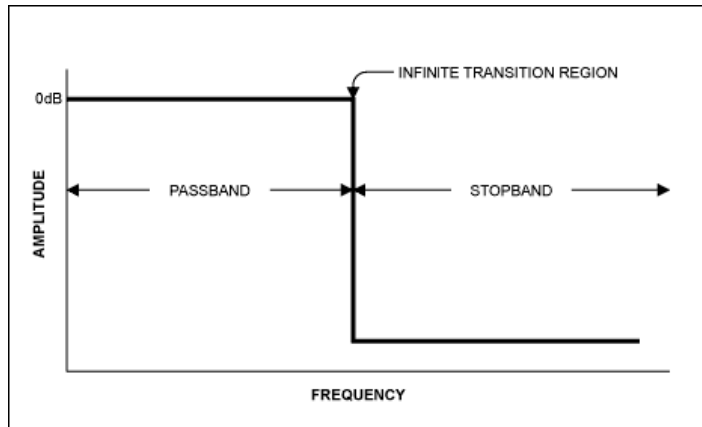 INFINITE TRANSITION REGION
0dB
PASSBAND
STOPBAND
AMPLITUDE
FREQUENCY